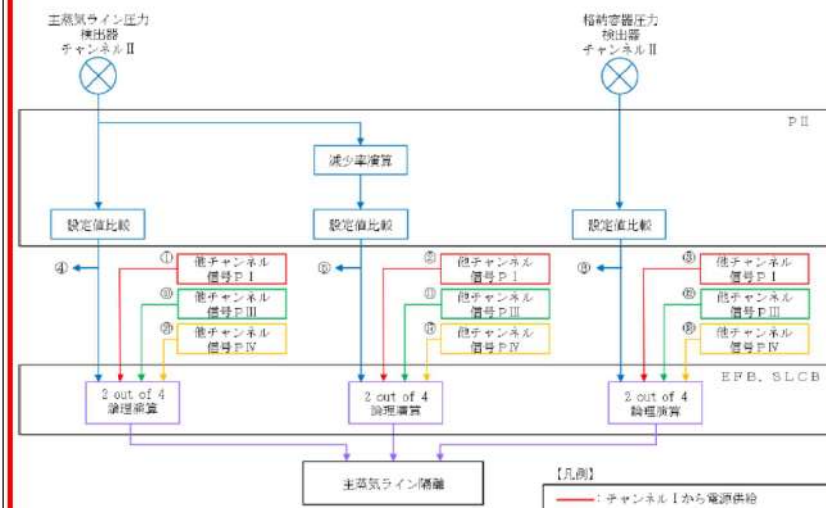 主蒸気ライン圧力
検出器
チャンネルⅡ
格納容器圧力
検出器
チャンネルⅡ
PⅡ
減少率演算
設定値比較
設定値比較
設定値比較
④
①
他チャンネル
信号PⅠ
他チャンネル
信号PⅢ
他チャンネル
信号PⅣ
⑤
②
他チャンネル
信号PⅠ
他チャンネル
信号PⅢ
他チャンネル
信号PⅣ
③
他チャンネル
信号PⅠ
他チャンネル
信号PⅢ
他チャンネル
信号PⅣ
EFB, SLCB
2 out of 4
論理演算
2 out of 4
論理演算
2 out of 4
論理演算
主蒸気ライン隔離
【凡例】
:チャンネルⅠから電源供給